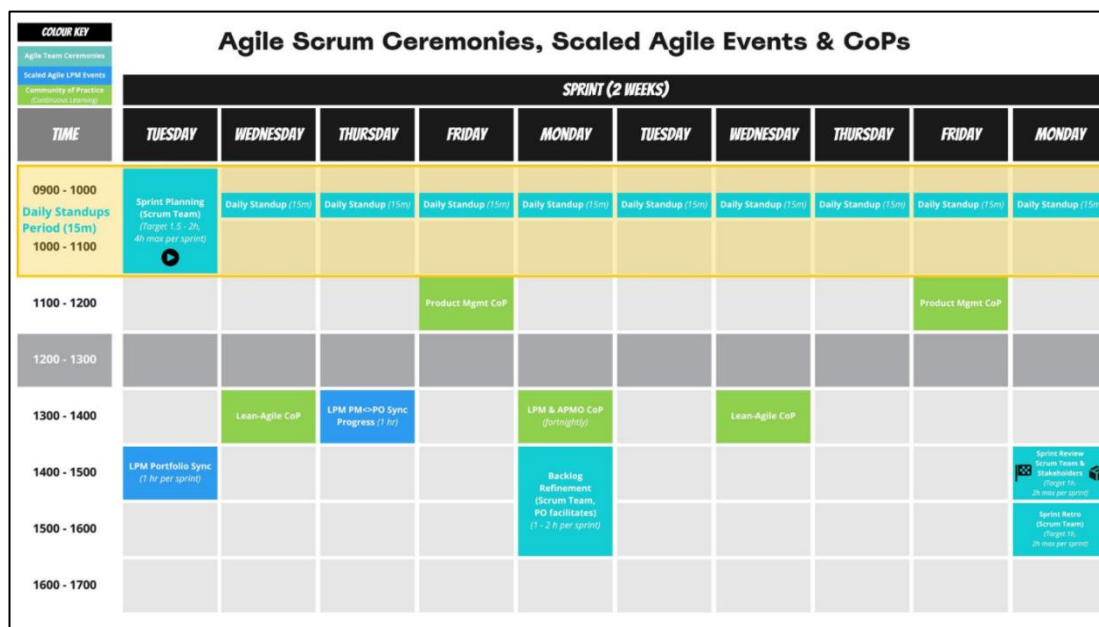 COLOUR KEY
Agile Team Ceremonies
Scaled Agile LPM Events
Community of Practice
(Continuous Learning)
Agile Scrum Ceremonies, Scaled Agile Events & CoPs
SPRINT (2 WEEKS)
TIME
TUESDAY
WEDNESDAY
THURSDAY
FRIDAY
MONDAY
TUESDAY
WEDNESDAY
THURSDAY
FRIDAY
MONDAY
0900 - 1000
Daily Standups
Period (15m)
1000 - 1100
Sprint Planning
(Scrum Team)
(Target 1.5 - 2h,
4h max per sprint)
Daily Standup (15m)
Daily Standup (15m)
Daily Standup (15m)
Daily Standup (15m)
Daily Standup (15m)
Daily Standup (15m)
Daily Standup (15m)
Daily Standup (15m)
Daily Standup (15m
1100 - 1200
Product Mgmt CoP
Product Mgmt CoP
1200 - 1300
1300 - 1400
Lean-Agile CoP
LPM PM<>PO Sync
Progress (1 hr)
LPM & APMO CoP
(fortnightly)
Lean-Agile CoP
1400 - 1500
LPM Portfolio Sync
(1 hr per sprint)
Backlog
Refinement
(Scrum Team,
PO facilitates)
(1 - 2 h per sprint)
Sprint Review
Scrum Team &
Stakeholders
(Target 1h,
2h max per sprint)
1500 - 1600
Sprint Retro
(Scrum Team)
(Target 1h,
2h max per sprint)
1600 - 1700